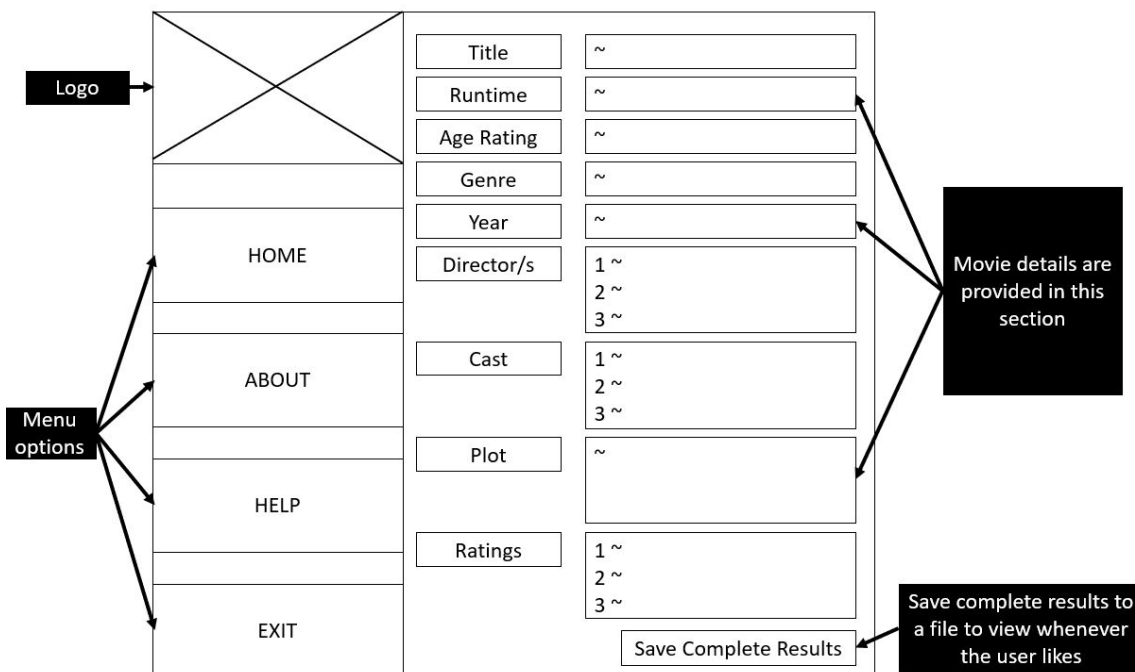 Logo
Menu
options
HOME
ABOUT
HELP
EXIT
Title
~
Runtime
~
Age Rating
~
Genre
~
Year
~
Director/s
1 ~
2 ~
3 ~
Cast
1 ~
2 ~
3 ~
Plot
~
Ratings
1 ~
2 ~
3 ~
Save Complete Results
Movie details are
provided in this
section
Save complete results to
a file to view whenever
the user likes